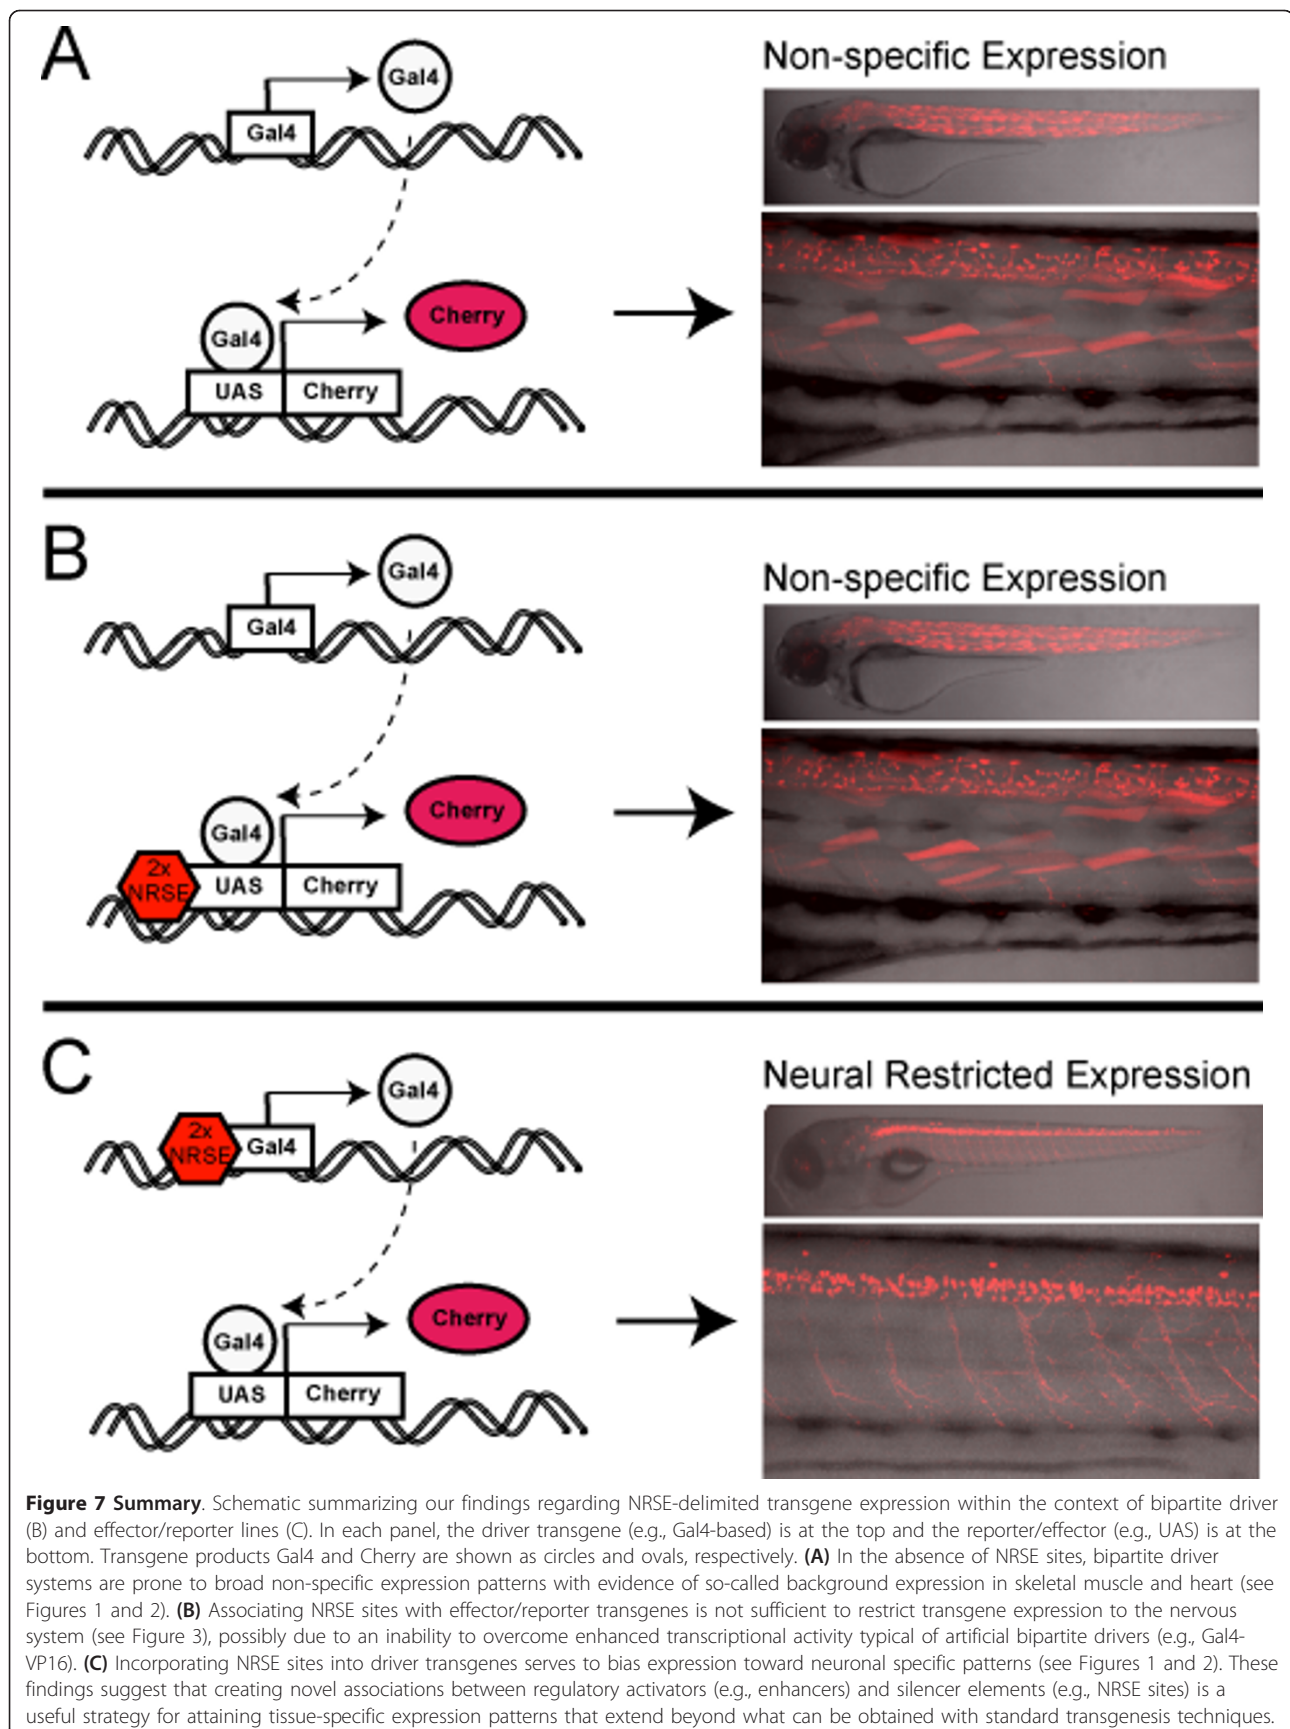 A
Gal4
Gal4
Gal4
UAS
Cherry
Cherry
Non-specific Expression
B
Gal4
Gal4
Gal4
2x
NRSE
UAS
Cherry
Cherry
Non-specific Expression
C
Gal4
2x
NRSE
Gal4
Gal4
UAS
Cherry
Cherry
Neural Restricted Expression
Figure 7 Summary. Schematic summarizing our findings regarding NRSE-delimited transgene expression within the context of bipartite driver
(B) and effector/reporter lines (C). In each panel, the driver transgene (e.g., Gal4-based) is at the top and the reporter/effector (e.g., UAS) is at the
bottom. Transgene products Gal4 and Cherry are shown as circles and ovals, respectively. (A) In the absence of NRSE sites, bipartite driver
systems are prone to broad non-specific expression patterns with evidence of so-called background expression in skeletal muscle and heart (see
Figures 1 and 2). (B) Associating NRSE sites with effector/reporter transgenes is not sufficient to restrict transgene expression to the nervous
system (see Figure 3), possibly due to an inability to overcome enhanced transcriptional activity typical of artificial bipartite drivers (e.g., Gal4-
VP16). (C) Incorporating NRSE sites into driver transgenes serves to bias expression toward neuronal specific patterns (see Figures 1 and 2). These
findings suggest that creating novel associations between regulatory activators (e.g., enhancers) and silencer elements (e.g., NRSE sites) is a
useful strategy for attaining tissue-specific expression patterns that extend beyond what can be obtained with standard transgenesis techniques.